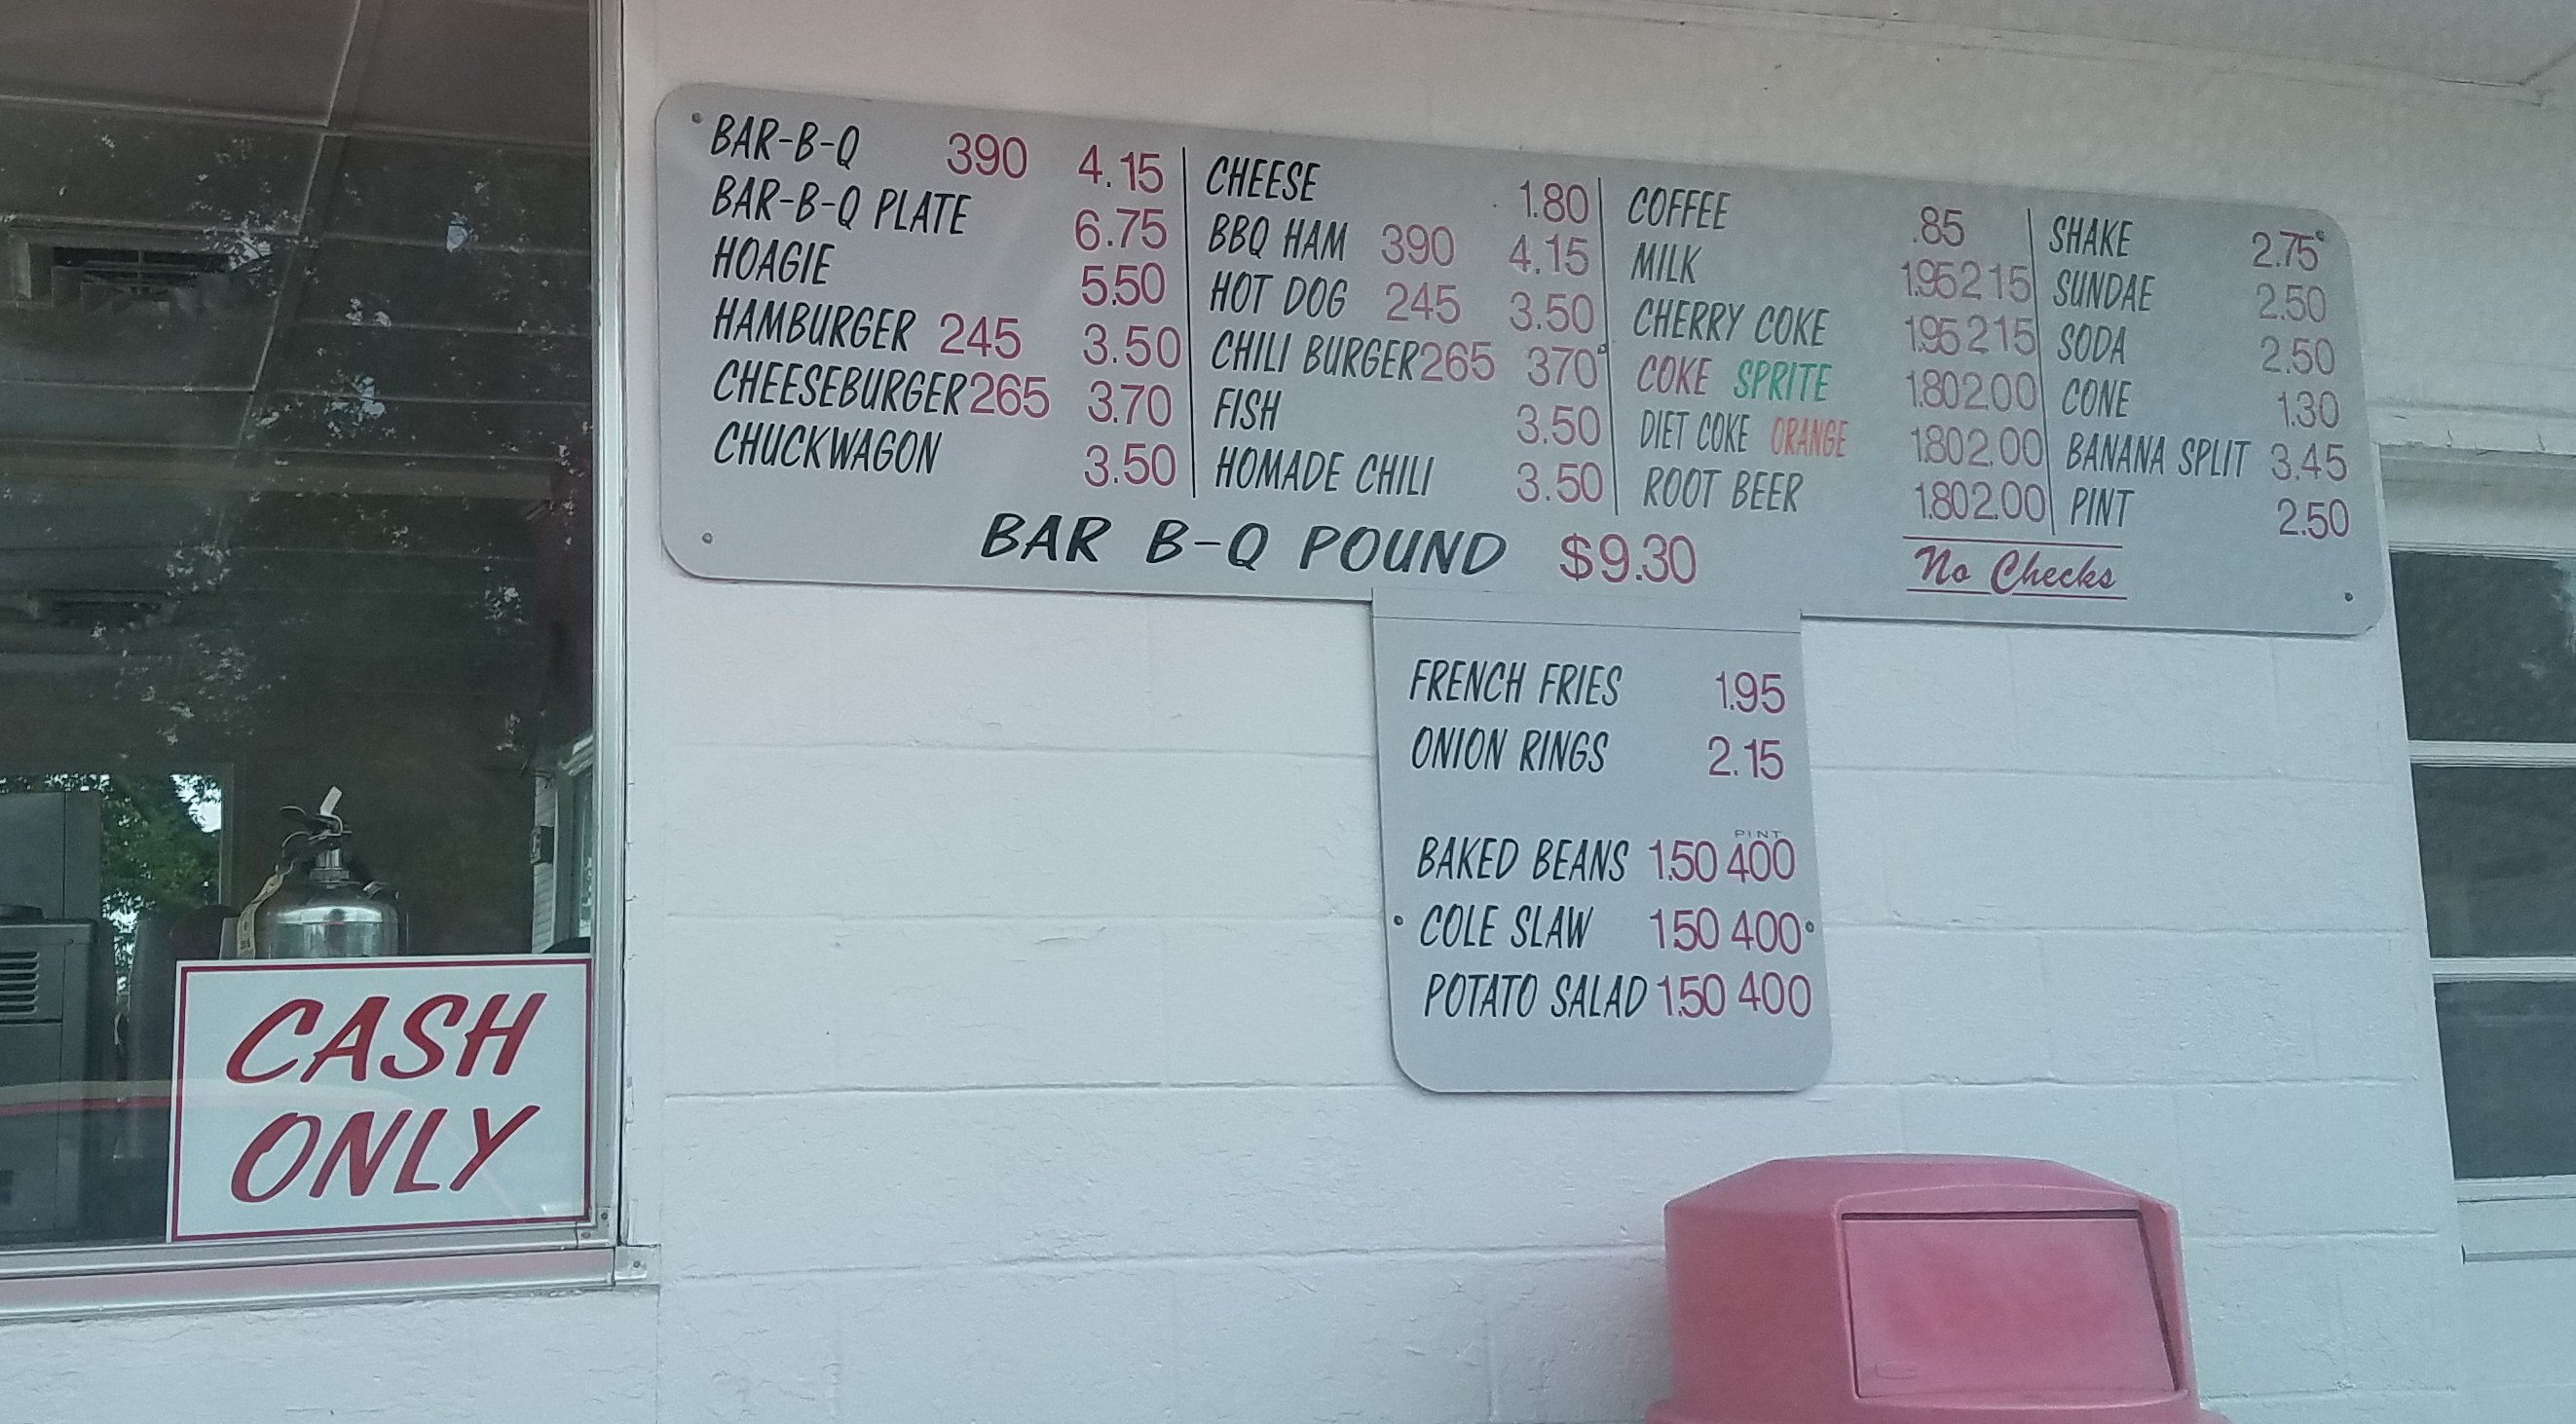 BAR-B-Q 390 4.15
BAR-B-Q PLATE 6.75
HOAGIE 5.50
HAMBURGER 245 3.50
CHEESEBURGER 265 3.70
CHUCKWAGON 3.50
CHEESE 1.80
BBQ HAM 390 4.15
HOT DOG 245 3.50
CHILI BURGER 265 370
FISH 3.50
HOMADE CHILI 3.50
COFFEE .85
MILK 1.95 2 15
CHERRY COKE 1.95 2 15
COKE SPRITE 1.80 2.00
DIET COKE ORANGE 1.80 2.00
ROOT BEER 1.80 2.00
SHAKE 2.75
SUNDAE 2.50
SODA 2.50
CONE 1.30
BANANA SPLIT 3.45
PINT 2.50
BAR B-Q POUND $9.30
No Checks
FRENCH FRIES 1.95
ONION RINGS 2.15
PINT
BAKED BEANS 1.50 400
COLE SLAW 150 400
POTATO SALAD 1.50 400
CASH
ONLY